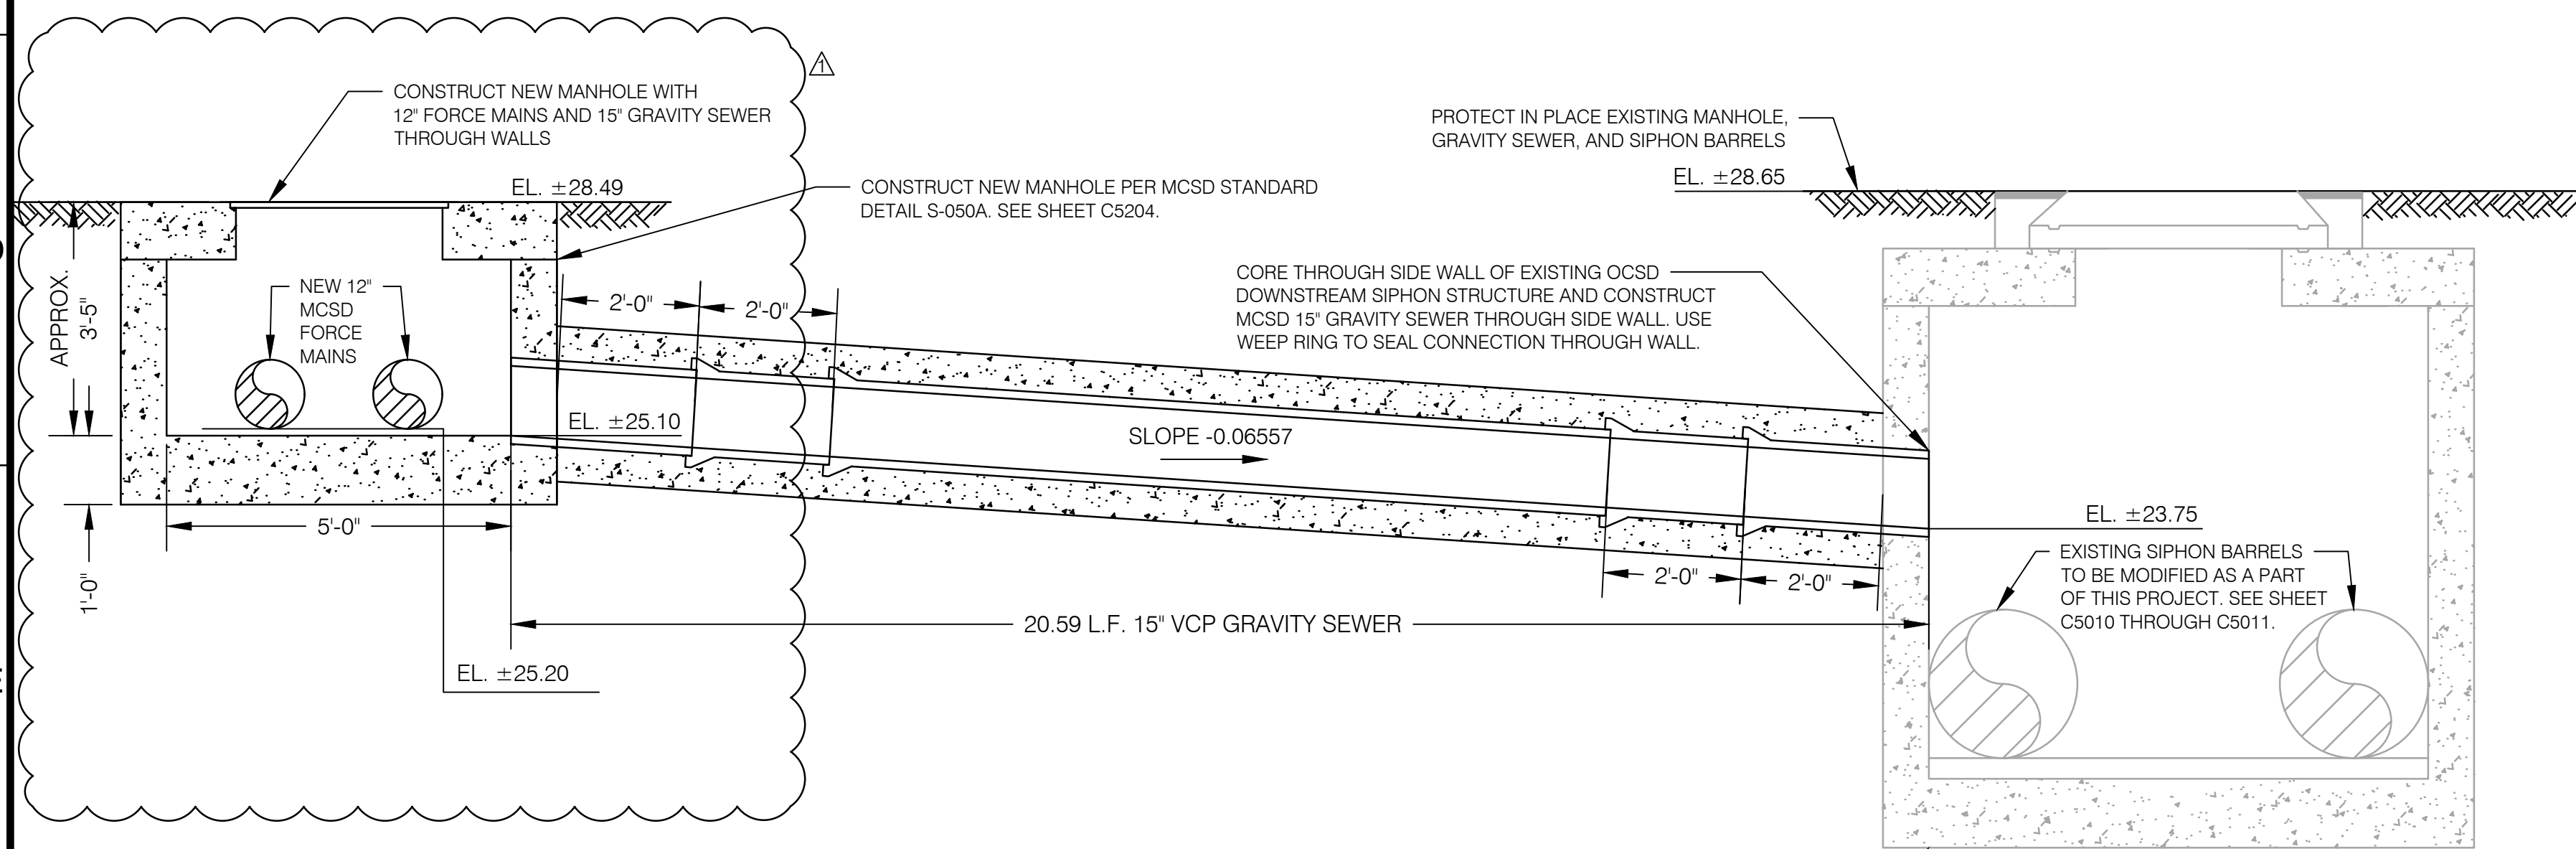 1
CONSTRUCT NEW MANHOLE WITH
12" FORCE MAINS AND 15" GRAVITY SEWER
THROUGH WALLS
EL. ±28.49
CONSTRUCT NEW MANHOLE PER MCSD STANDARD
DETAIL S-050A. SEE SHEET C5204.
PROTECT IN PLACE EXISTING MANHOLE,
GRAVITY SEWER, AND SIPHON BARRELS
EL. ±28.65
APPROX.
3'-5"
NEW 12"
MCSD
FORCE
MAINS
2'-0"
2'-0"
CORE THROUGH SIDE WALL OF EXISTING OCSD
DOWNSTREAM SIPHON STRUCTURE AND CONSTRUCT
MCSD 15" GRAVITY SEWER THROUGH SIDE WALL. USE
WEEP RING TO SEAL CONNECTION THROUGH WALL.
EL. ±25.10
SLOPE -0.06557
5'-0"
1'-0"
EL. ±23.75
EXISTING SIPHON BARRELS
TO BE MODIFIED AS A PART
OF THIS PROJECT. SEE SHEET
C5010 THROUGH C5011.
2'-0"
2'-0"
20.59 L.F. 15" VCP GRAVITY SEWER
EL. ±25.20